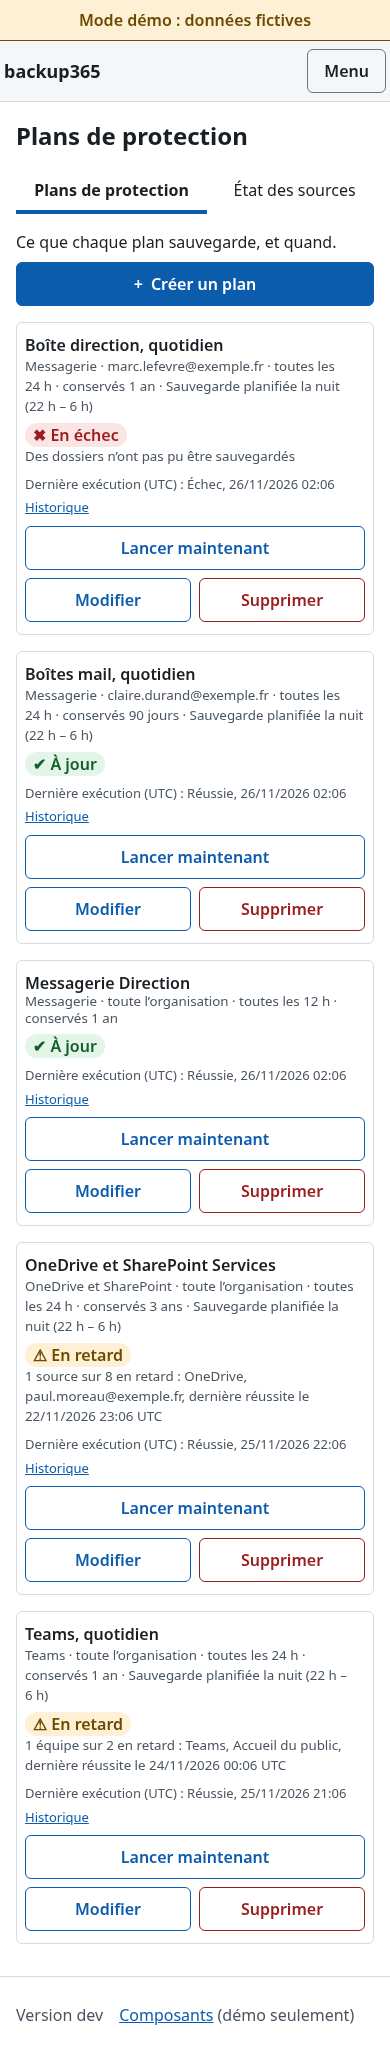 Mode démo : données fictives
backup365
Menu
Plans de protection
Plans de protection
État des sources
Ce que chaque plan sauvegarde, et quand.
+ Créer un plan
Boîte direction, quotidien
Messagerie · marc.lefevre@exemple.fr · toutes les
24 h · conservés 1 an · Sauvegarde planifiée la nuit
(22 h – 6 h)
✖ En échec
Des dossiers n’ont pas pu être sauvegardés
Dernière exécution (UTC) : Échec, 26/11/2026 02:06
Historique
Lancer maintenant
Modifier
Supprimer
Boîtes mail, quotidien
Messagerie · claire.durand@exemple.fr · toutes les
24 h · conservés 90 jours · Sauvegarde planifiée la nuit
(22 h – 6 h)
✔ À jour
Dernière exécution (UTC) : Réussie, 26/11/2026 02:06
Historique
Lancer maintenant
Modifier
Supprimer
Messagerie Direction
Messagerie · toute l’organisation · toutes les 12 h ·
conservés 1 an
✔ À jour
Dernière exécution (UTC) : Réussie, 26/11/2026 02:06
Historique
Lancer maintenant
Modifier
Supprimer
OneDrive et SharePoint Services
OneDrive et SharePoint · toute l’organisation · toutes
les 24 h · conservés 3 ans · Sauvegarde planifiée la
nuit (22 h – 6 h)
⚠ En retard
1 source sur 8 en retard : OneDrive,
paul.moreau@exemple.fr, dernière réussite le
22/11/2026 23:06 UTC
Dernière exécution (UTC) : Réussie, 25/11/2026 22:06
Historique
Lancer maintenant
Modifier
Supprimer
Teams, quotidien
Teams · toute l’organisation · toutes les 24 h ·
conservés 1 an · Sauvegarde planifiée la nuit (22 h –
6 h)
⚠ En retard
1 équipe sur 2 en retard : Teams, Accueil du public,
dernière réussite le 24/11/2026 00:06 UTC
Dernière exécution (UTC) : Réussie, 25/11/2026 21:06
Historique
Lancer maintenant
Modifier
Supprimer
Version dev
Composants (démo seulement)